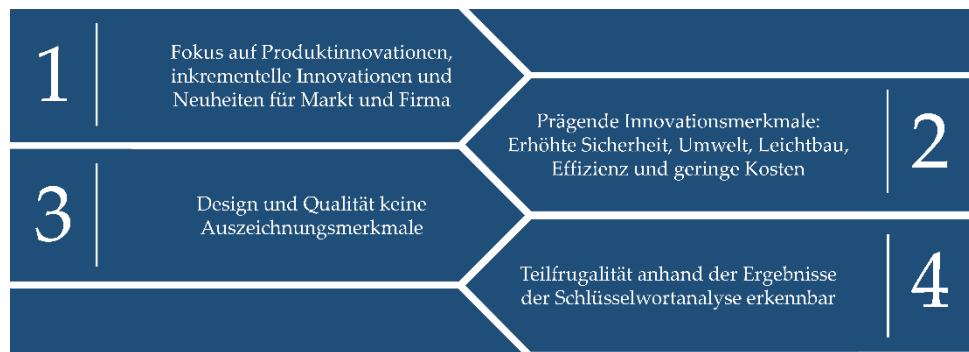 1
Fokus auf Produktinnovationen,
inkrementelle Innovationen und
Neuheiten für Markt und Firma
Prägende Innovationsmerkmale:
Erhöhte Sicherheit, Umwelt, Leichtbau,
Effizienz und geringe Kosten
2
3
Design und Qualität keine
Auszeichnungsmerkmale
Teilfrugalität anhand der Ergebnisse
der Schlüsselwortanalyse erkennbar
4